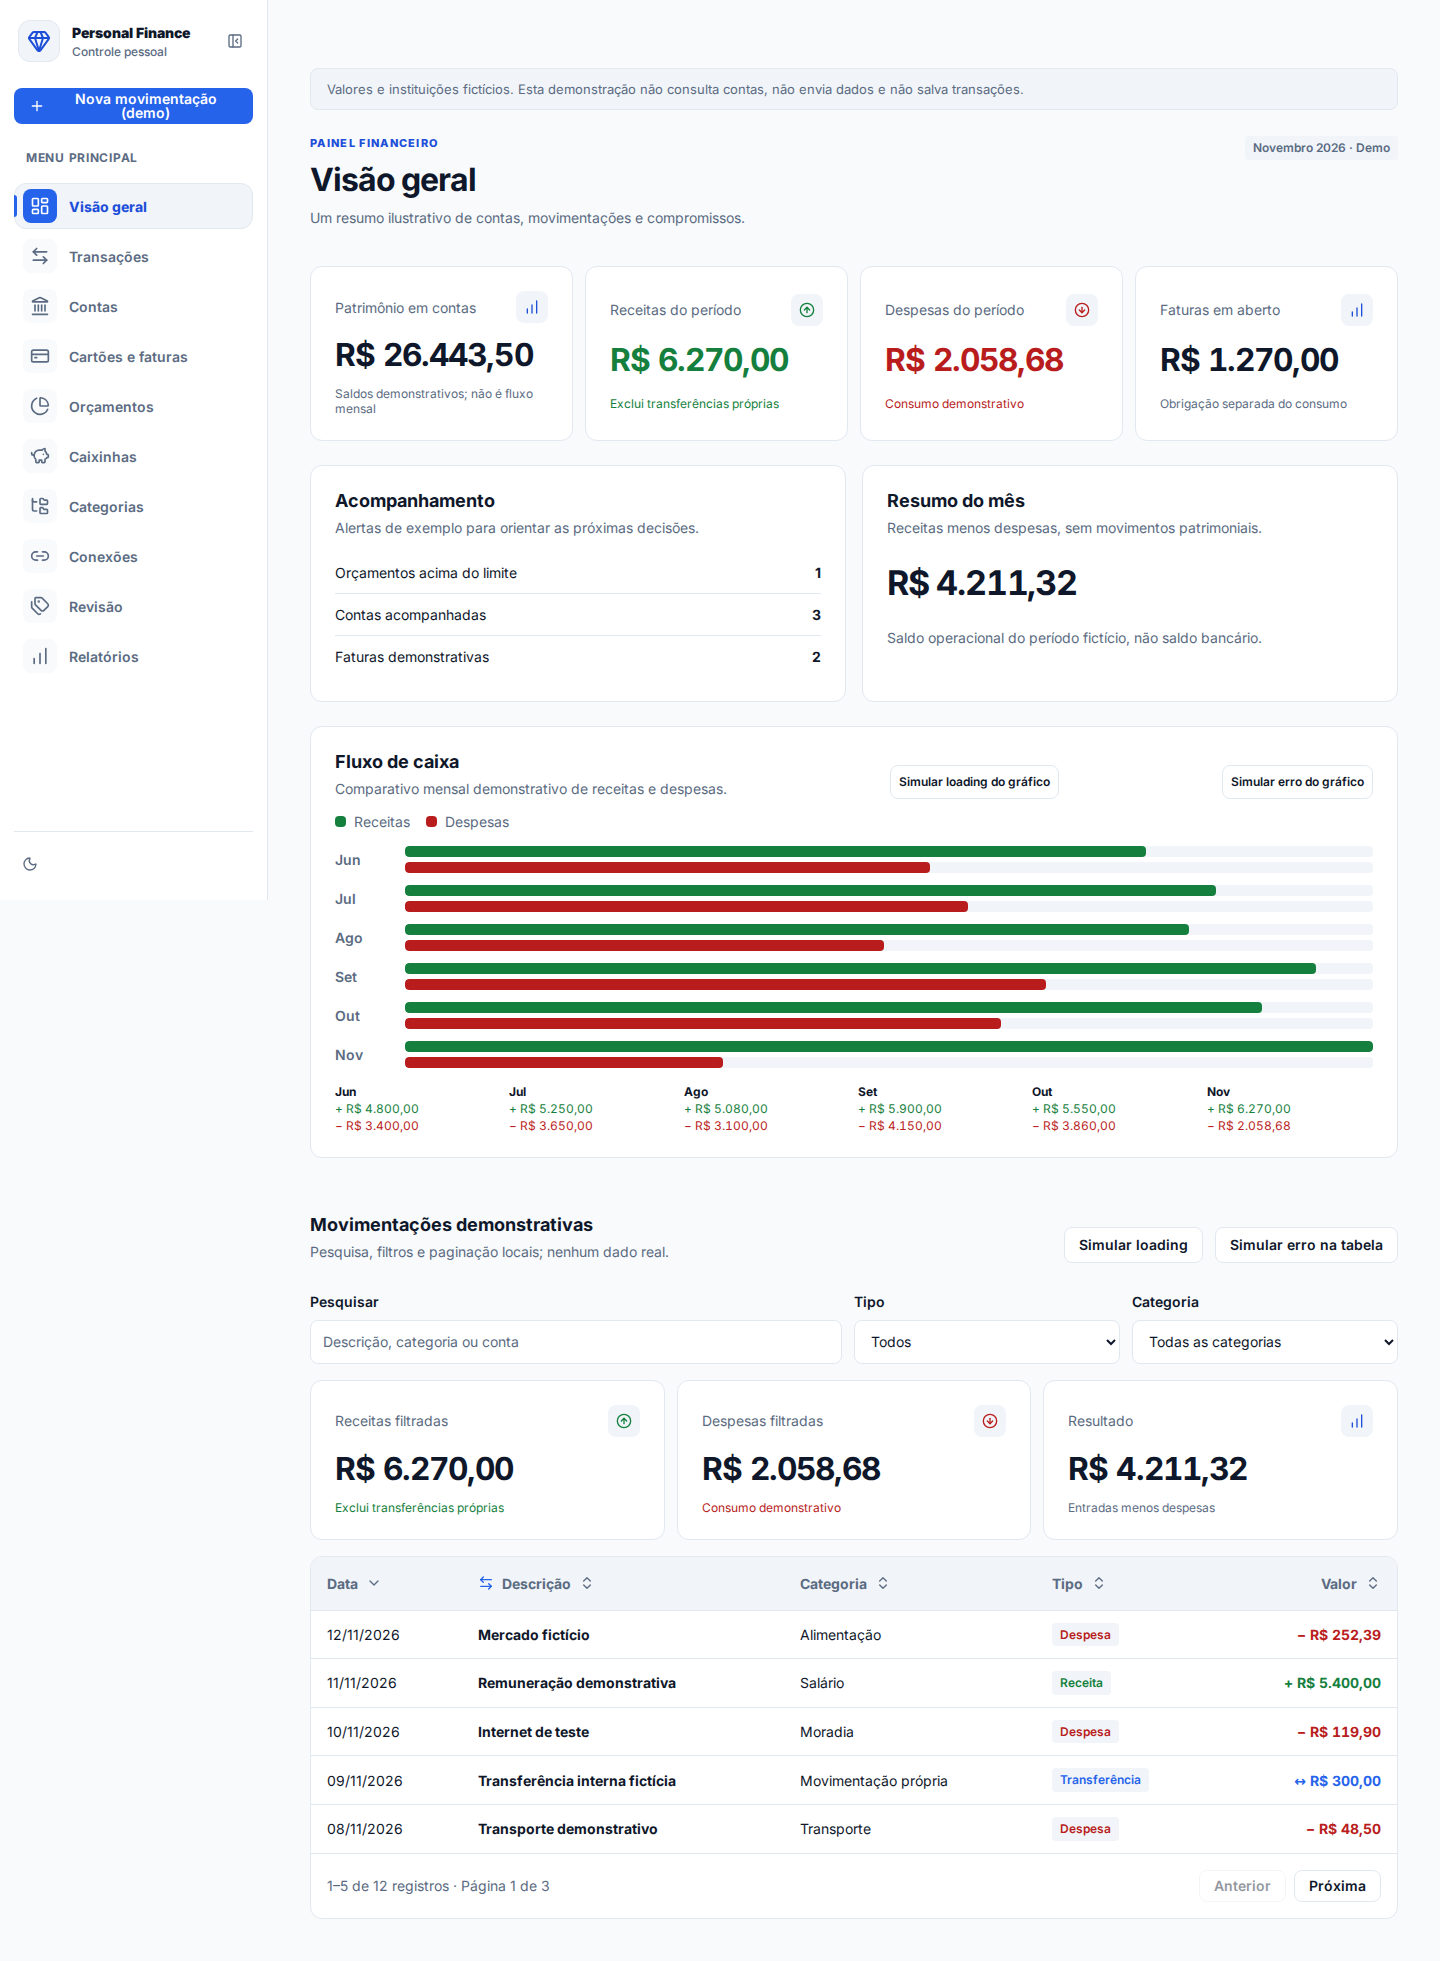 Personal Finance
Controle pessoal
Nova movimentação
(demo)
MENU PRINCIPAL
Visão geral
Transações
Contas
Cartões e faturas
Orçamentos
Caixinhas
Categorias
Conexões
Revisão
Relatórios
Valores e instituições fictícios. Esta demonstração não consulta contas, não envia dados e não salva transações.
PAINEL FINANCEIRO
Novembro 2026 · Demo
Visão geral
Um resumo ilustrativo de contas, movimentações e compromissos.
Patrimônio em contas
R$ 26.443,50
Saldos demonstrativos; não é fluxo
mensal
Receitas do período
R$ 6.270,00
Exclui transferências próprias
Despesas do período
R$ 2.058,68
Consumo demonstrativo
Faturas em aberto
R$ 1.270,00
Obrigação separada do consumo
Acompanhamento
Alertas de exemplo para orientar as próximas decisões.
Orçamentos acima do limite 1
Contas acompanhadas 3
Faturas demonstrativas 2
Resumo do mês
Receitas menos despesas, sem movimentos patrimoniais.
R$ 4.211,32
Saldo operacional do período fictício, não saldo bancário.
Fluxo de caixa
Comparativo mensal demonstrativo de receitas e despesas.
Simular loading do gráfico
Simular erro do gráfico
Receitas Despesas
Jun
Jul
Ago
Set
Out
Nov
Jun Jul Ago Set Out Nov
+ R$ 4.800,00 + R$ 5.250,00 + R$ 5.080,00 + R$ 5.900,00 + R$ 5.550,00 + R$ 6.270,00
− R$ 3.400,00 − R$ 3.650,00 − R$ 3.100,00 − R$ 4.150,00 − R$ 3.860,00 − R$ 2.058,68
Movimentações demonstrativas
Pesquisa, filtros e paginação locais; nenhum dado real.
Simular loading
Simular erro na tabela
Pesquisar Tipo Categoria
Descrição, categoria ou conta Todos Todas as categorias
Receitas filtradas
R$ 6.270,00
Exclui transferências próprias
Despesas filtradas
R$ 2.058,68
Consumo demonstrativo
Resultado
R$ 4.211,32
Entradas menos despesas
Data Descrição Categoria Tipo Valor
12/11/2026 Mercado fictício Alimentação Despesa − R$ 252,39
11/11/2026 Remuneração demonstrativa Salário Receita + R$ 5.400,00
10/11/2026 Internet de teste Moradia Despesa − R$ 119,90
09/11/2026 Transferência interna fictícia Movimentação própria Transferência ↔ R$ 300,00
08/11/2026 Transporte demonstrativo Transporte Despesa − R$ 48,50
1–5 de 12 registros · Página 1 de 3
Anterior Próxima